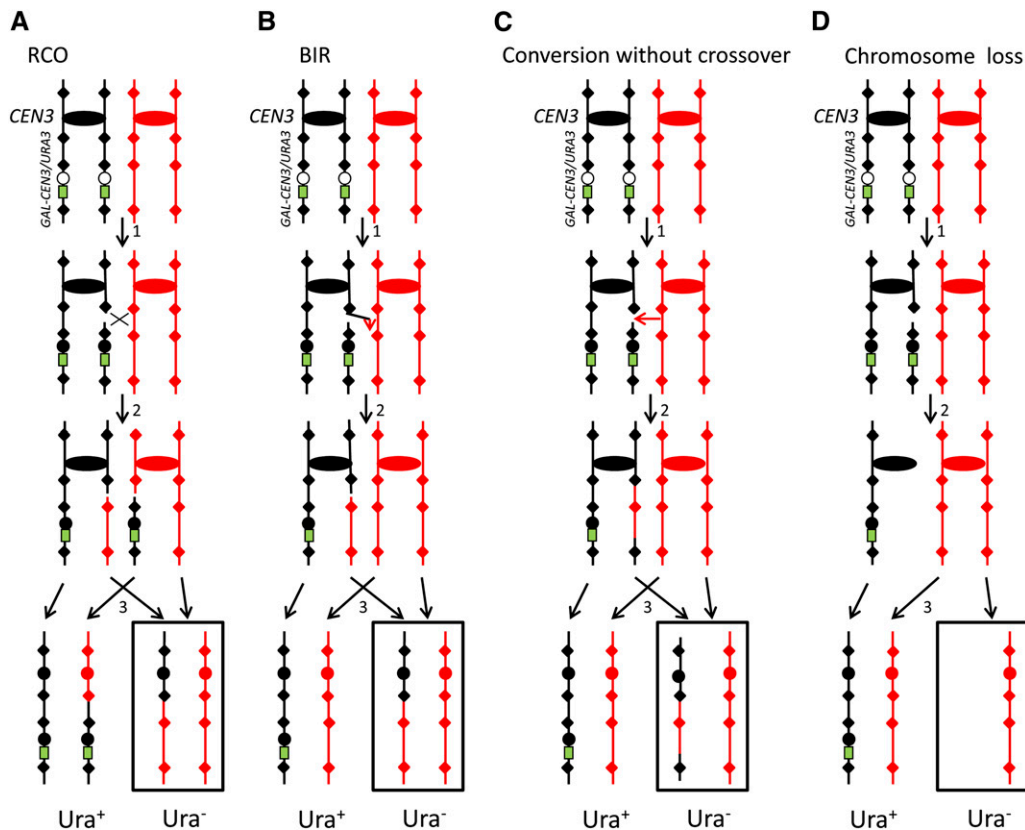 A
RCO
CEN3
GAL-CEN3/URA3
1
2
3
Ura⁺
Ura⁻
B
BIR
CEN3
GAL-CEN3/URA3
1
2
3
Ura⁺
Ura⁻
C
Conversion without crossover
CEN3
GAL-CEN3/URA3
1
2
3
Ura⁺
Ura⁻
D
Chromosome loss
CEN3
GAL-CEN3/URA3
1
2
3
Ura⁺
Ura⁻